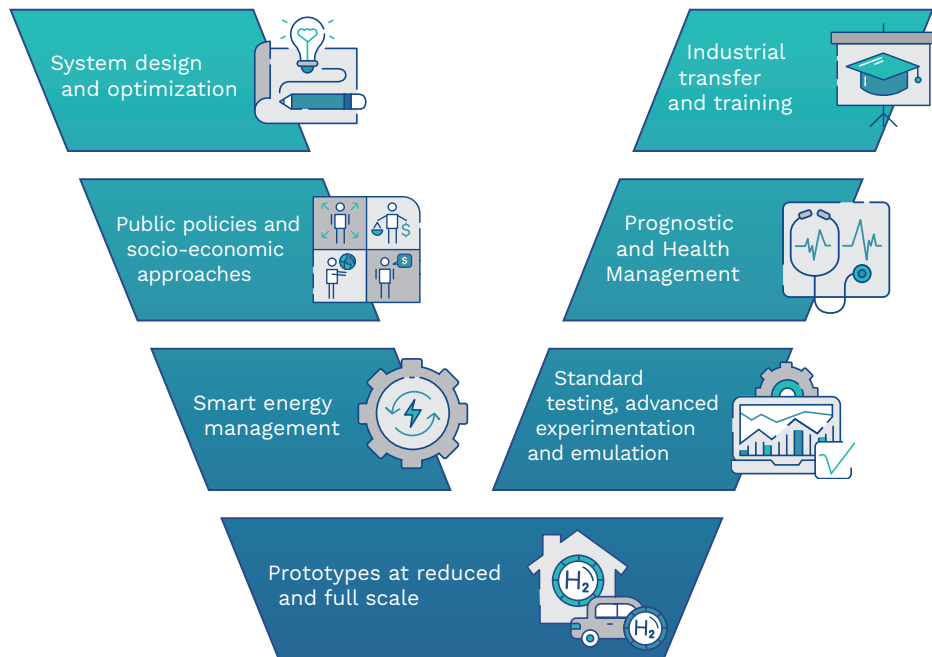 System design
and optimization
Industrial
transfer
and training
Public policies and
socio-economic
approaches
$
$
Prognostic
and Health
Management
Smart energy
management
Standard
testing, advanced
experimentation
and emulation
Prototypes at reduced
and full scale
H2
H2